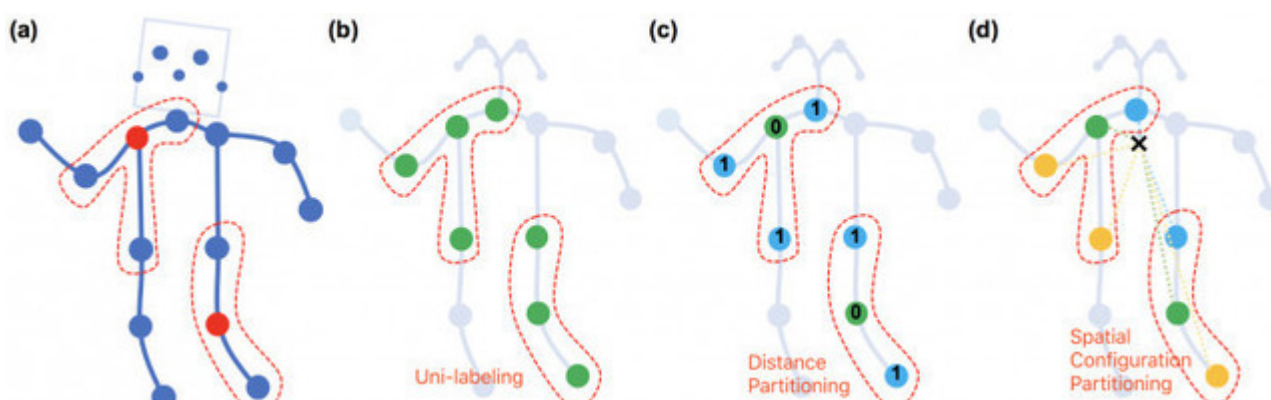 (a)
(b)
(c)
(d)
1
0
1
1
1
0
1
Uni-labeling
Distance
Partitioning
Spatial
Configuration
Partitioning